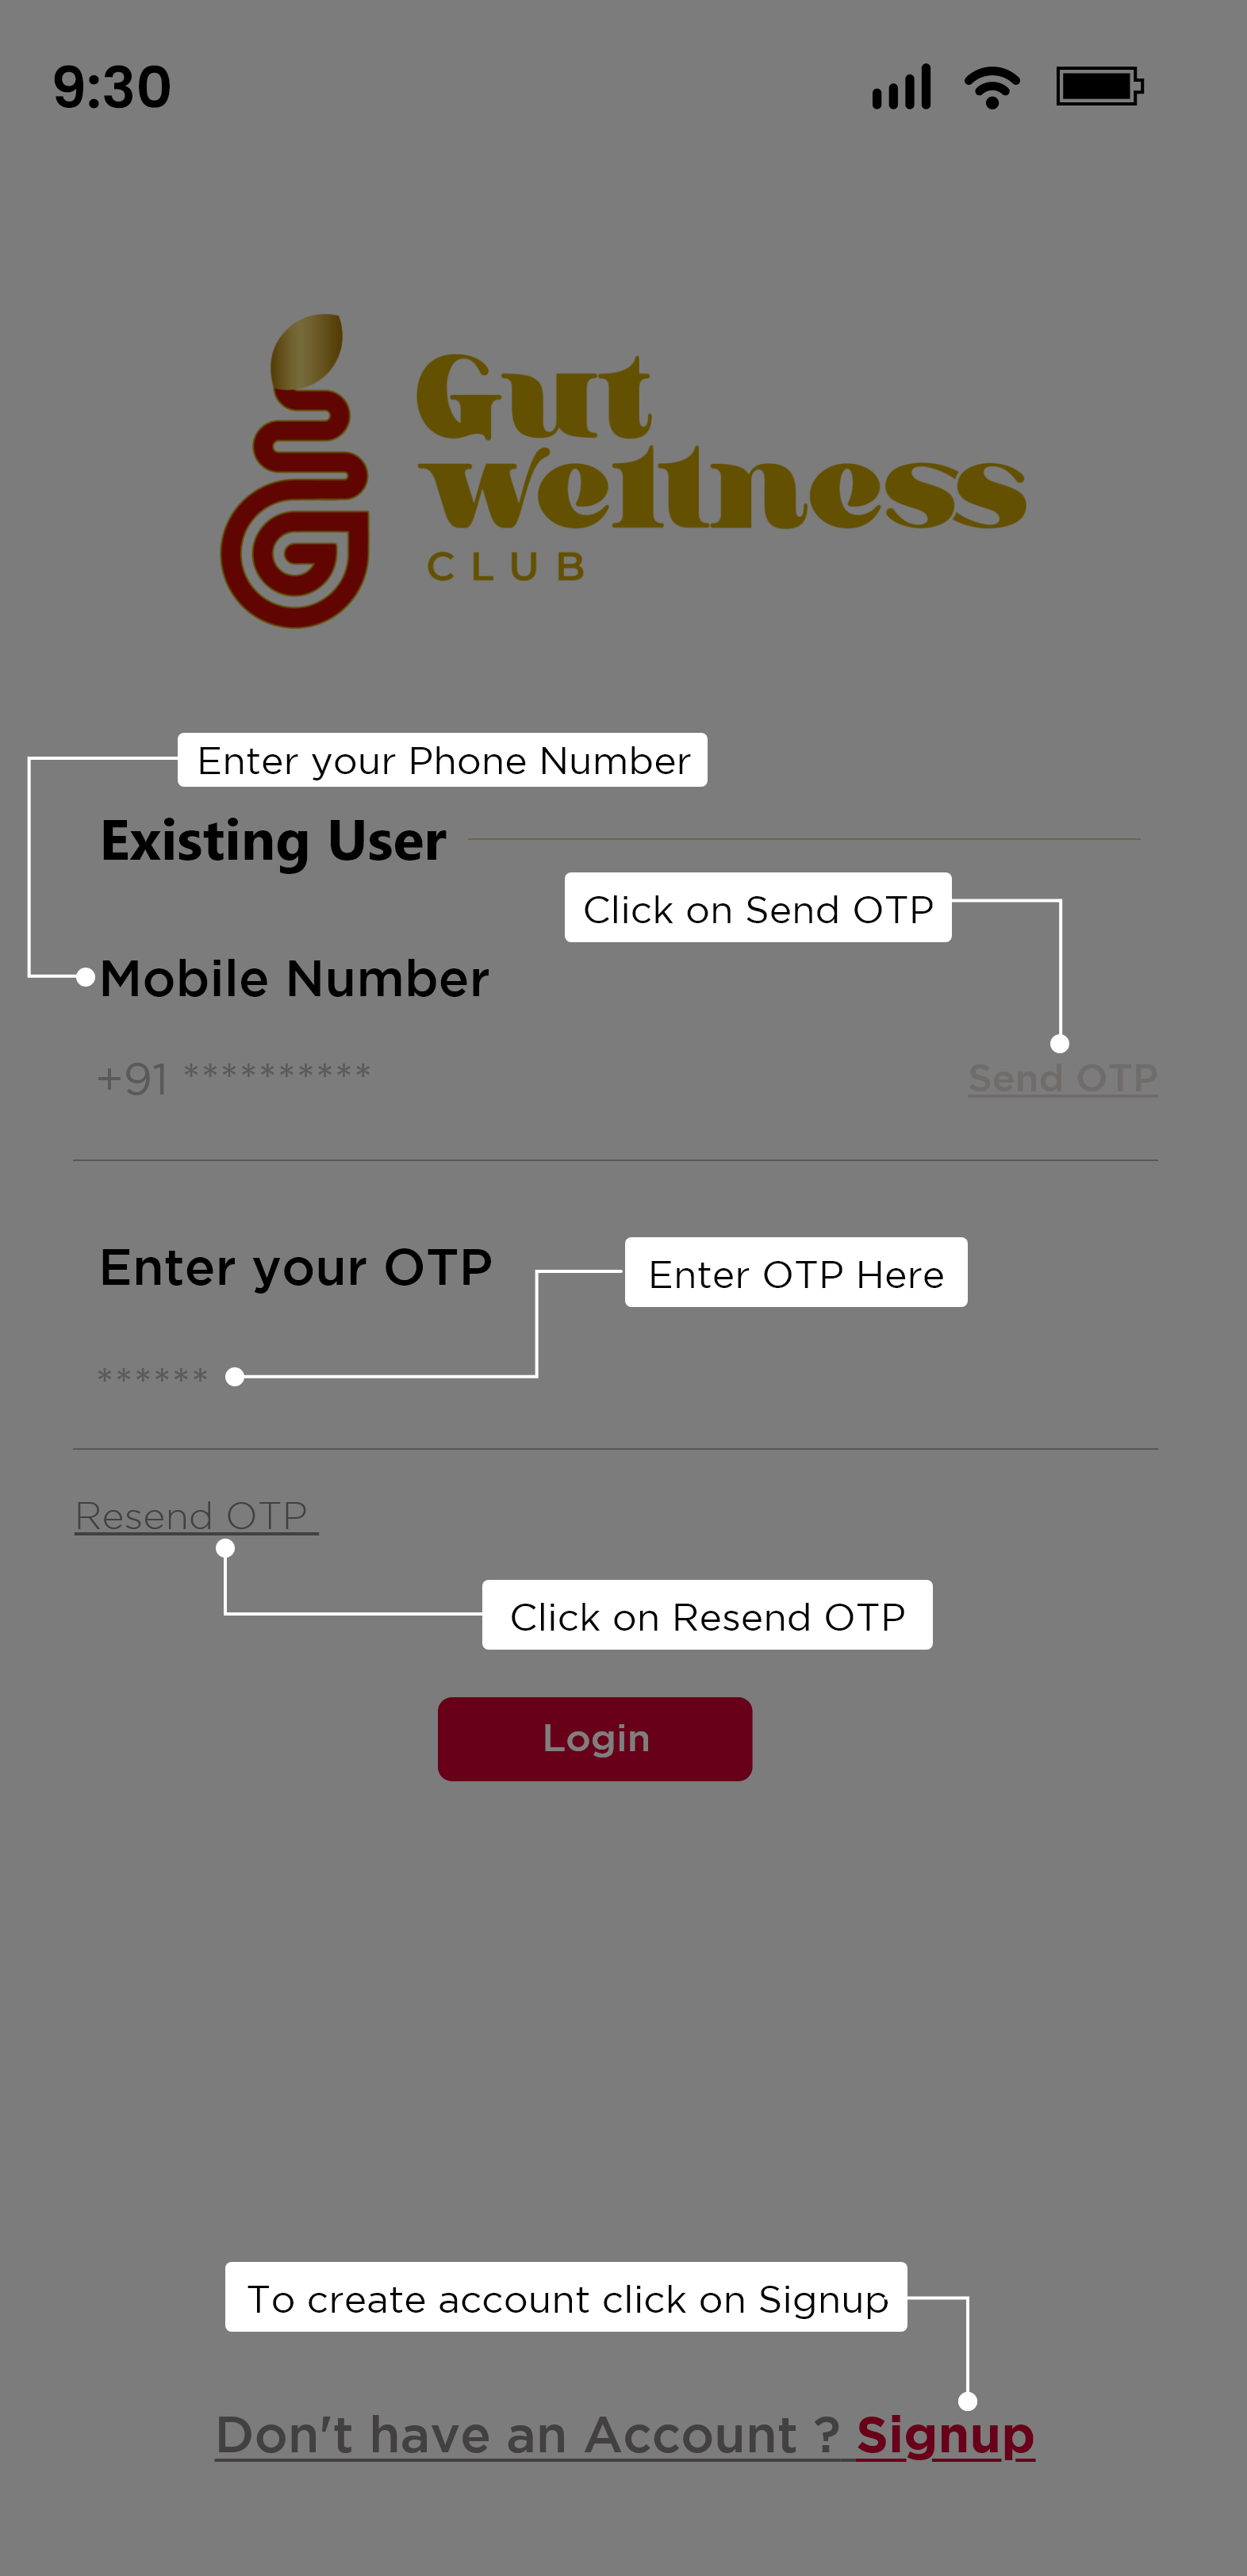 9:30
Gut
Wellness
CLUB
Enter your Phone Number
Existing User
Click on Send OTP
Mobile Number
+91 **********
Send OTP
Enter your OTP
Enter OTP Here
******
Resend OTP
Click on Resend OTP
Login
To create account click on Signup
Don't have an Account ? Signup